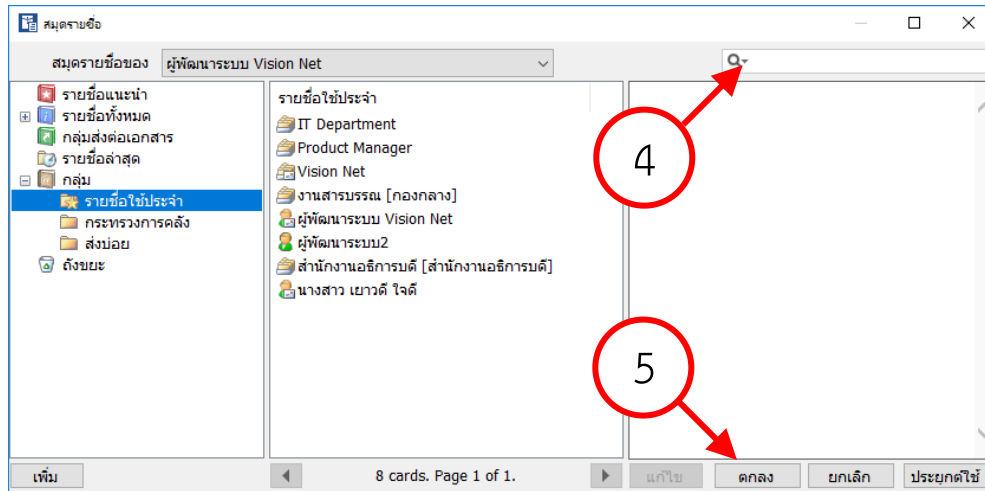 สมุดรายชื่อ
สมุดรายชื่อของ ผู้พัฒนาระบบ Vision Net
รายชื่อแนะนำ
รายชื่อทั้งหมด
กลุ่มส่งต่อเอกสาร
รายชื่อล่าสุด
กลุ่ม
รายชื่อใช้ประจำ
กระทรวงการคลัง
ส่งบ่อย
ถังขยะ
รายชื่อใช้ประจำ
IT Department
Product Manager
Vision Net
งานสารบรรณ [กองกลาง]
ผู้พัฒนาระบบ Vision Net
ผู้พัฒนาระบบ2
สำนักงานอธิการบดี [สำนักงานอธิการบดี]
นางสาว เยาวดี ใจดี
4
5
เพิ่ม
8 cards. Page 1 of 1.
แก้ไข
ตกลง
ยกเลิก
ประยุกต์ใช้